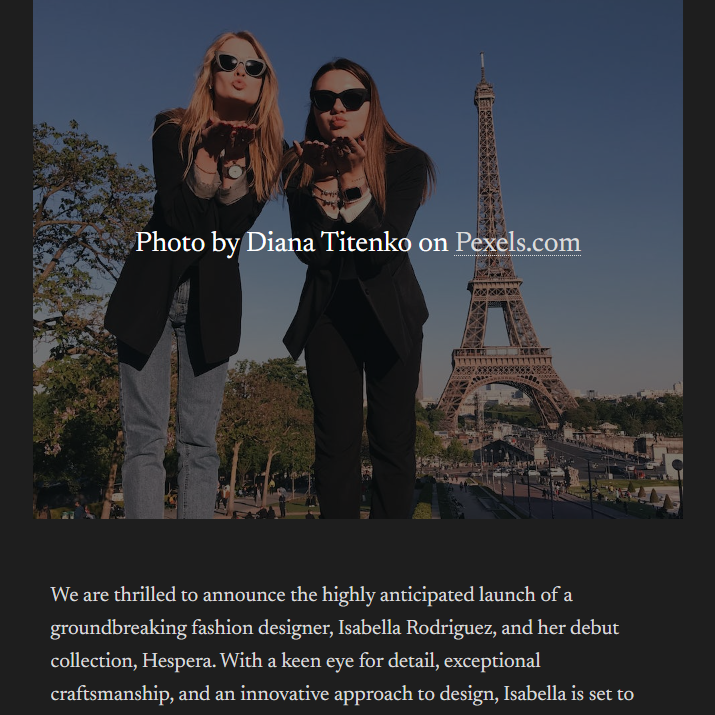 Photo by Diana Titenko on Pexels.com
We are thrilled to announce the highly anticipated launch of a
groundbreaking fashion designer, Isabella Rodriguez, and her debut
collection, Hespera. With a keen eye for detail, exceptional
craftsmanship, and an innovative approach to design, Isabella is set to